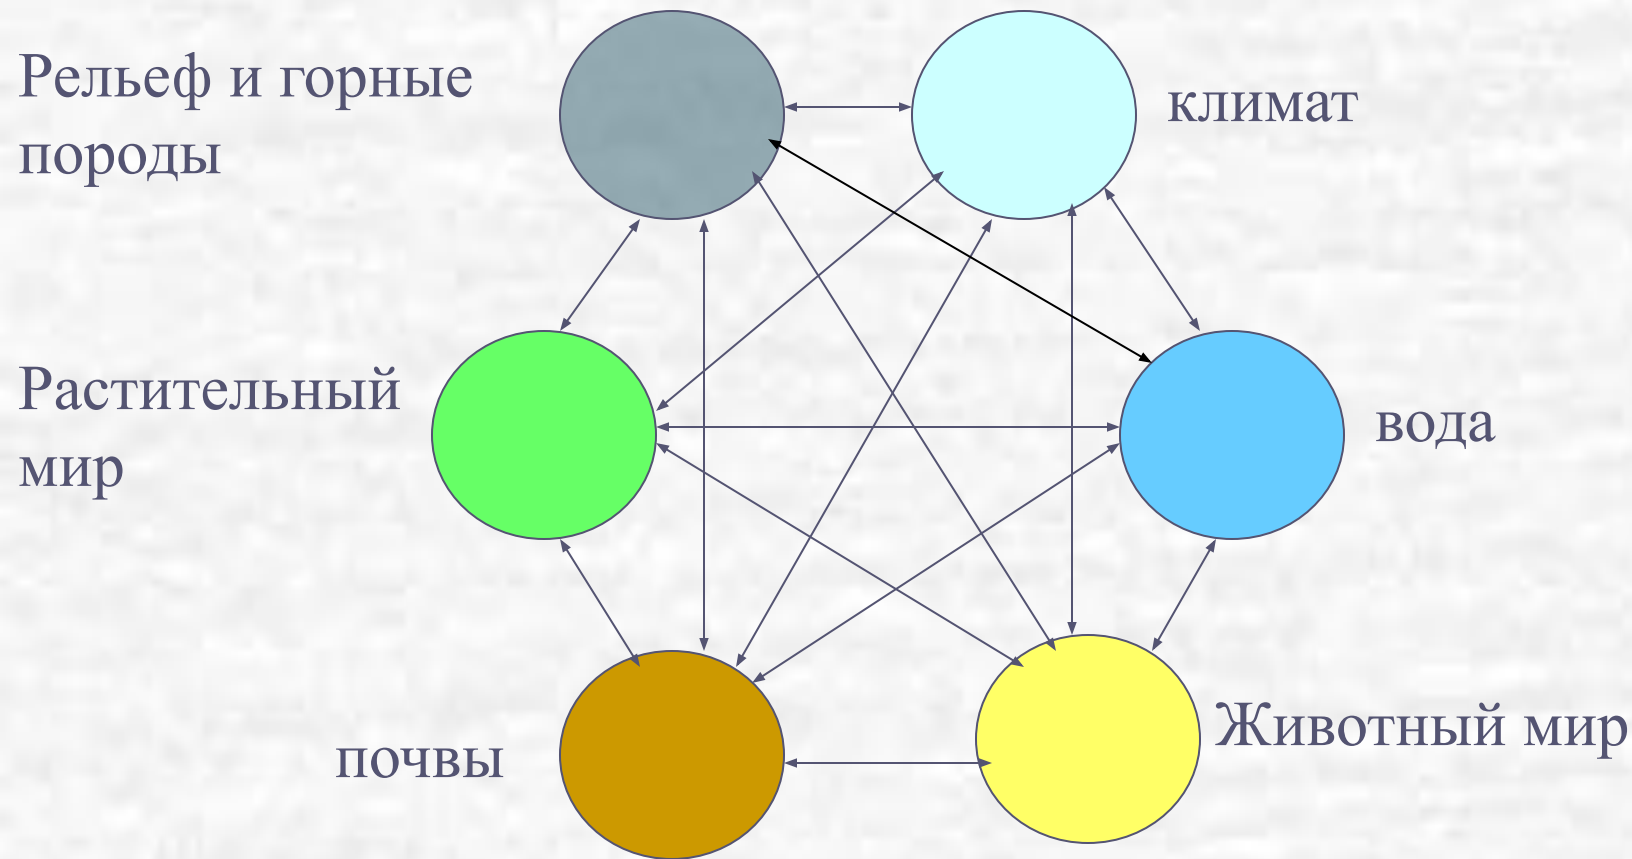 Рельеф и горные
породы
климат
Растительный
мир
вода
почвы
Животный мир